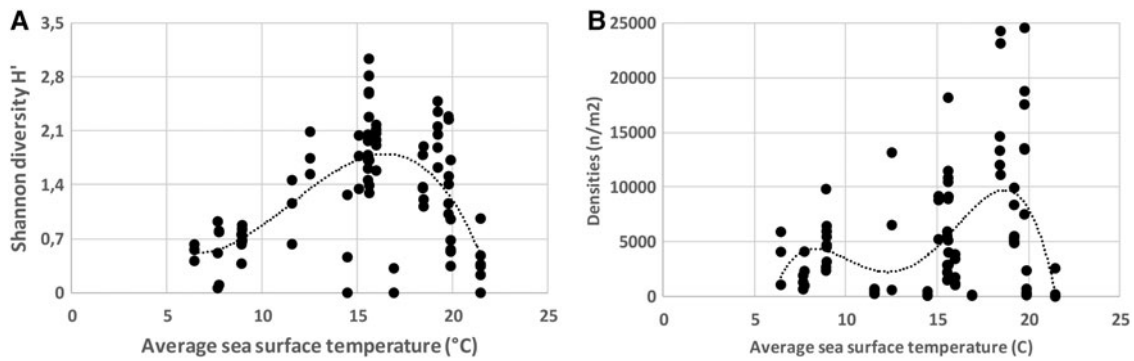 A
3,5
2,8
2,1
1,4
0,7
0
Shannon diversity H'
5 10 15 20 25
Average sea surface temperature (°C)
B
25000
20000
15000
10000
5000
0
Densities (n/m2)
0 5 10 15 20 25
Average sea surface temperature (C)